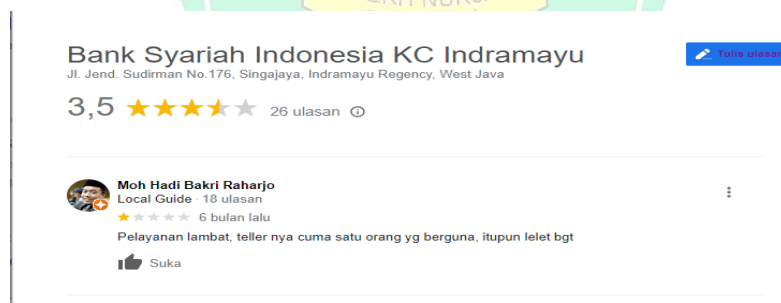 Bank Syariah Indonesia KC Indramayu
Tulis ulasan
Jl. Jend. Sudirman No.176, Singajaya, Indramayu Regency, West Java
3,5 26 ulasan
Moh Hadi Bakri Raharjo
Local Guide · 18 ulasan
6 bulan lalu
Pelayanan lambat, teller nya cuma satu orang yg berguna, itupun lelet bgt
Suka